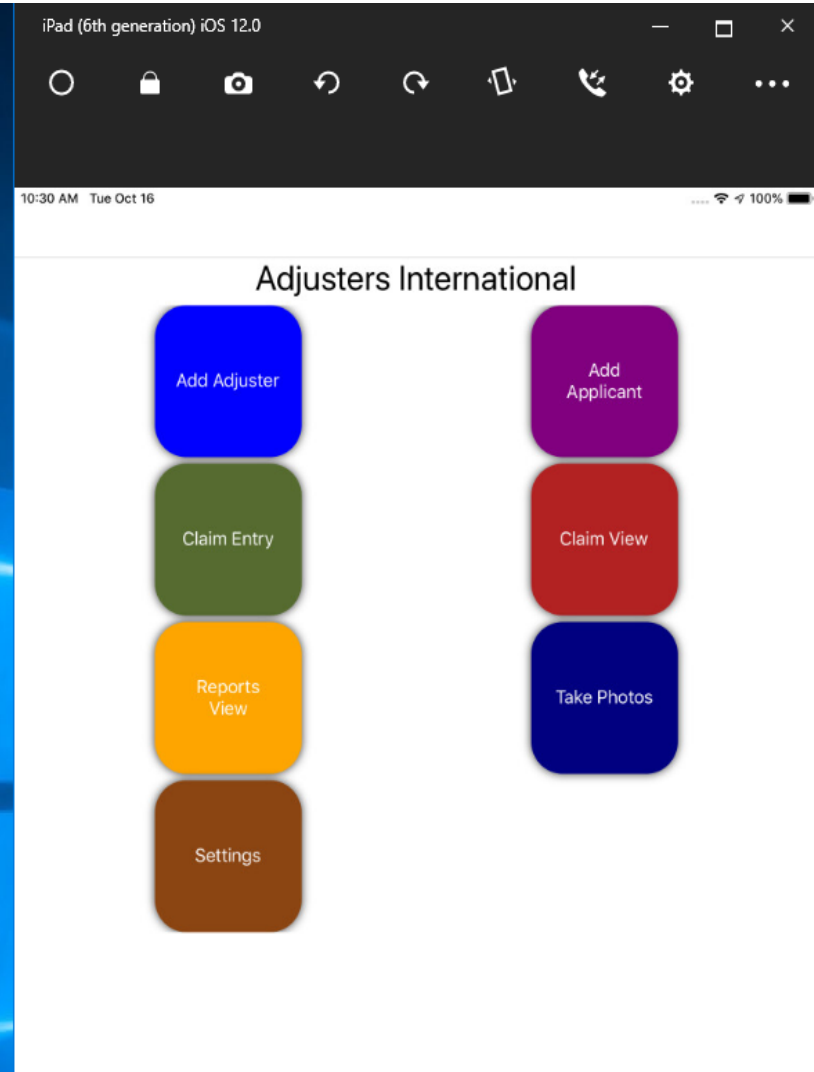 iPad (6th generation) iOS 12.0
10:30 AM Tue Oct 16 100%
Adjusters International
Add Adjuster
Add
Applicant
Claim Entry
Claim View
Reports
View
Take Photos
Settings